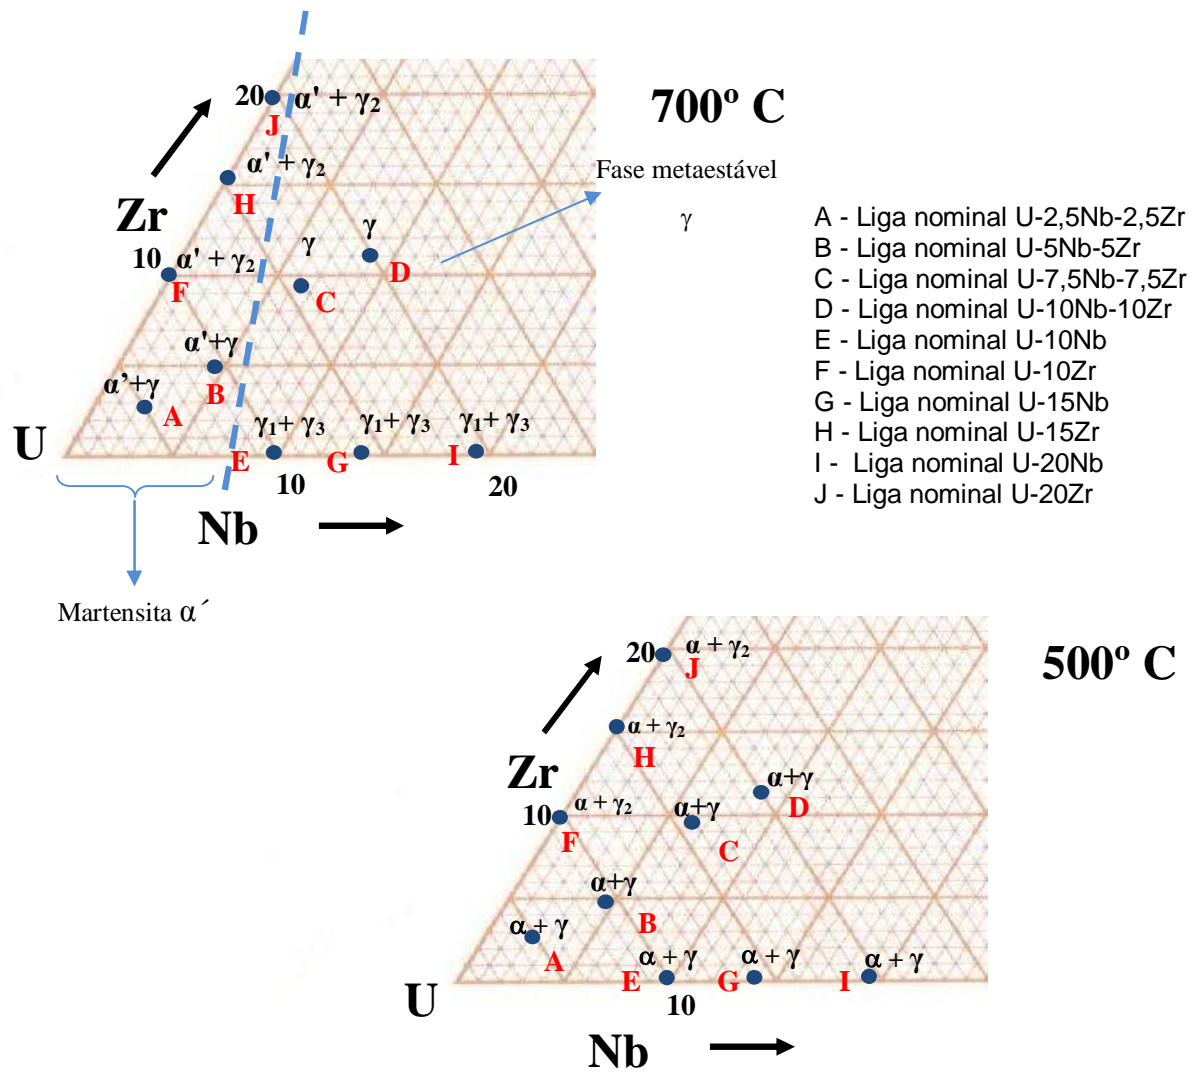 700º C
20
α' + γ₂
J
α' + γ₂
H
Fase metaestável
γ
Zr
10
α' + γ₂
F
γ
C
D
α'+γ
B
α’+γ
A
U
E
γ₁+ γ₃
G
γ₁+ γ₃
I
γ₁+ γ₃
10
20
Nb
Martensita α´
A - Liga nominal U-2,5Nb-2,5Zr
B - Liga nominal U-5Nb-5Zr
C - Liga nominal U-7,5Nb-7,5Zr
D - Liga nominal U-10Nb-10Zr
E - Liga nominal U-10Nb
F - Liga nominal U-10Zr
G - Liga nominal U-15Nb
H - Liga nominal U-15Zr
I - Liga nominal U-20Nb
J - Liga nominal U-20Zr
γ
500º C
20
α + γ₂
J
α + γ₂
H
Zr
10
α + γ₂
F
α+γ
C
α+γ
D
α+γ
B
α + γ
A
U
E
α + γ
G
α + γ
I
α + γ
10
Nb